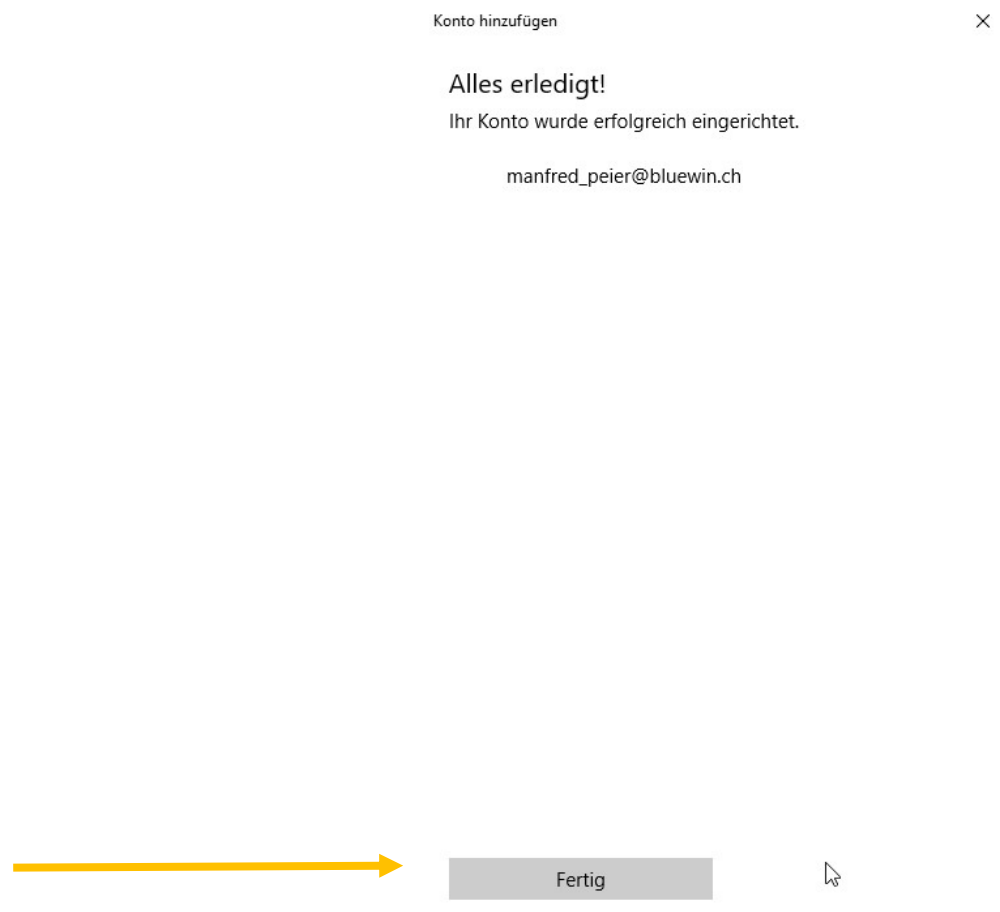 Konto hinzufügen
Alles erledigt!
Ihr Konto wurde erfolgreich eingerichtet.
manfred_peier@bluewin.ch
Fertig